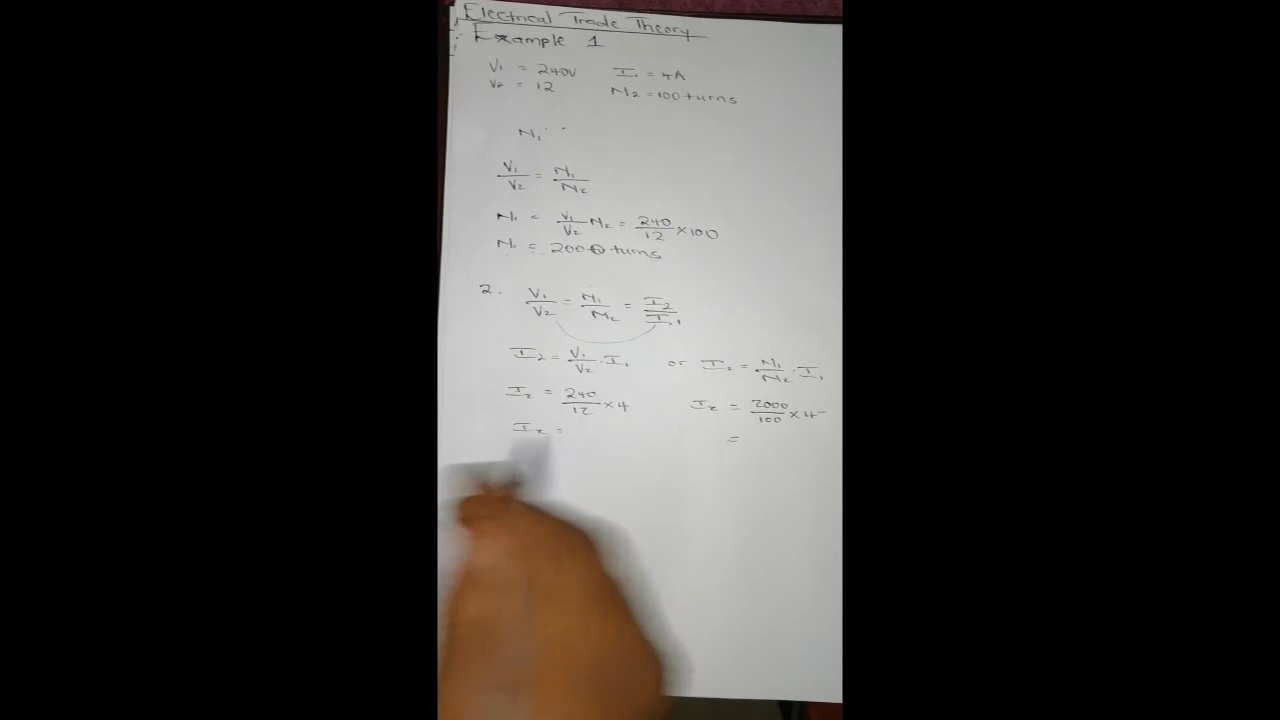 Electrical Trade Theory
Example 1
V1 = 240V I1 = 4A
V2 = 12 N2 = 100 turns
N1
V1/V2 = N1/N2
N1 = V1/V2 N2 = 240/12 × 100
N1 = 2000 turns
2. V1/V2 = N1/N2 = I2/I1
I2 = V1/V2 · I1 or I2 = N1/N2 · I1
I2 = 240/12 × 4 I2 = 2000/100 × 4
I2 = =